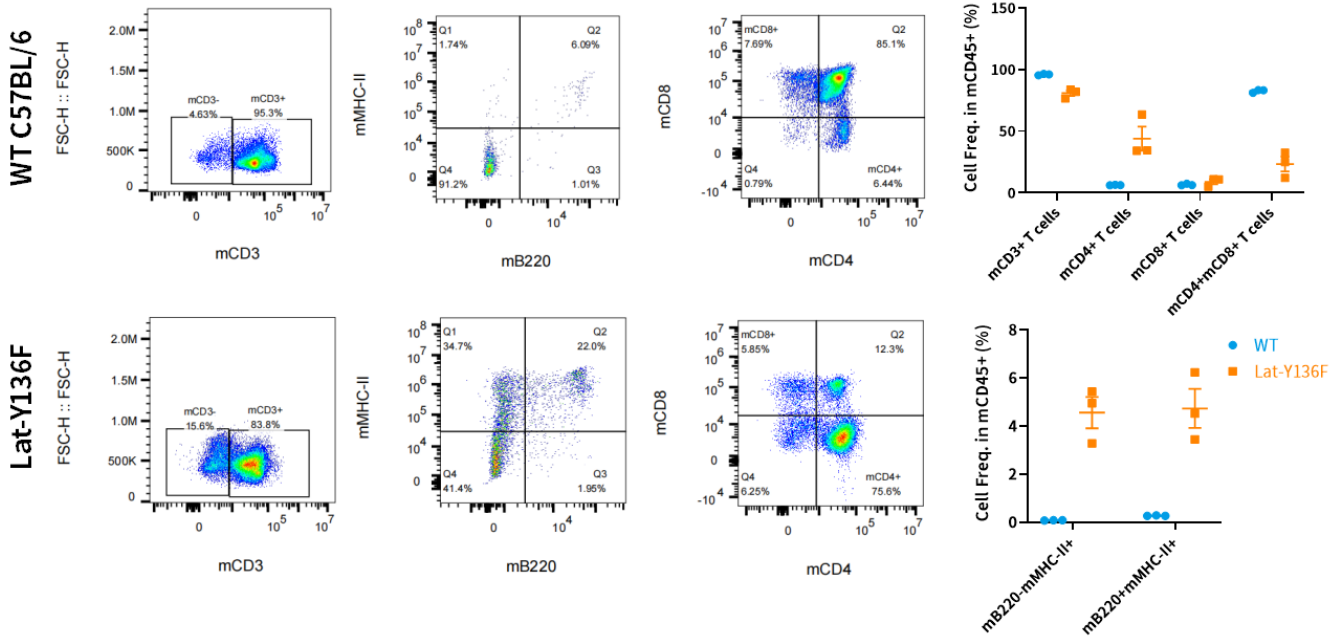 WT C57BL/6
FSC-H :: FSC-H
2.0M
1.5M
1.0M
500K
0
mCD3-
4.63%
mCD3+
95.3%
0
10^5
10^7
mCD3
mMHC-II
10^8
10^6
10^5
10^4
0
Q1
1.74%
Q2
6.09%
Q4
91.2%
Q3
1.01%
0
10^4
mB220
mCD8
10^7
10^6
10^5
10^4
0
-10^4
mCD8+
7.69%
Q2
85.1%
Q4
0.79%
mCD4+
6.44%
0
10^4
10^5
10^7
mCD4
Cell Freq. in mCD45+ (%)
150
100
50
0
mCD3+ T cells
mCD4+ T cells
mCD8+ T cells
mCD4+mCD8+ T cells
Lat-Y136F
FSC-H :: FSC-H
2.0M
1.5M
1.0M
500K
0
mCD3-
15.6%
mCD3+
83.8%
0
10^5
10^7
mCD3
mMHC-II
10^8
10^6
10^5
10^4
0
Q1
34.7%
Q2
22.0%
Q4
41.4%
Q3
1.95%
0
10^4
mB220
mCD8
10^7
10^6
10^5
10^4
0
-10^4
mCD8+
5.85%
Q2
12.3%
Q4
6.25%
mCD4+
75.6%
0
10^4
10^5
10^7
mCD4
Cell Freq. in mCD45+ (%)
8
6
4
2
0
mB220-mMHC-II+
mB220+mMHC-II+
WT
Lat-Y136F